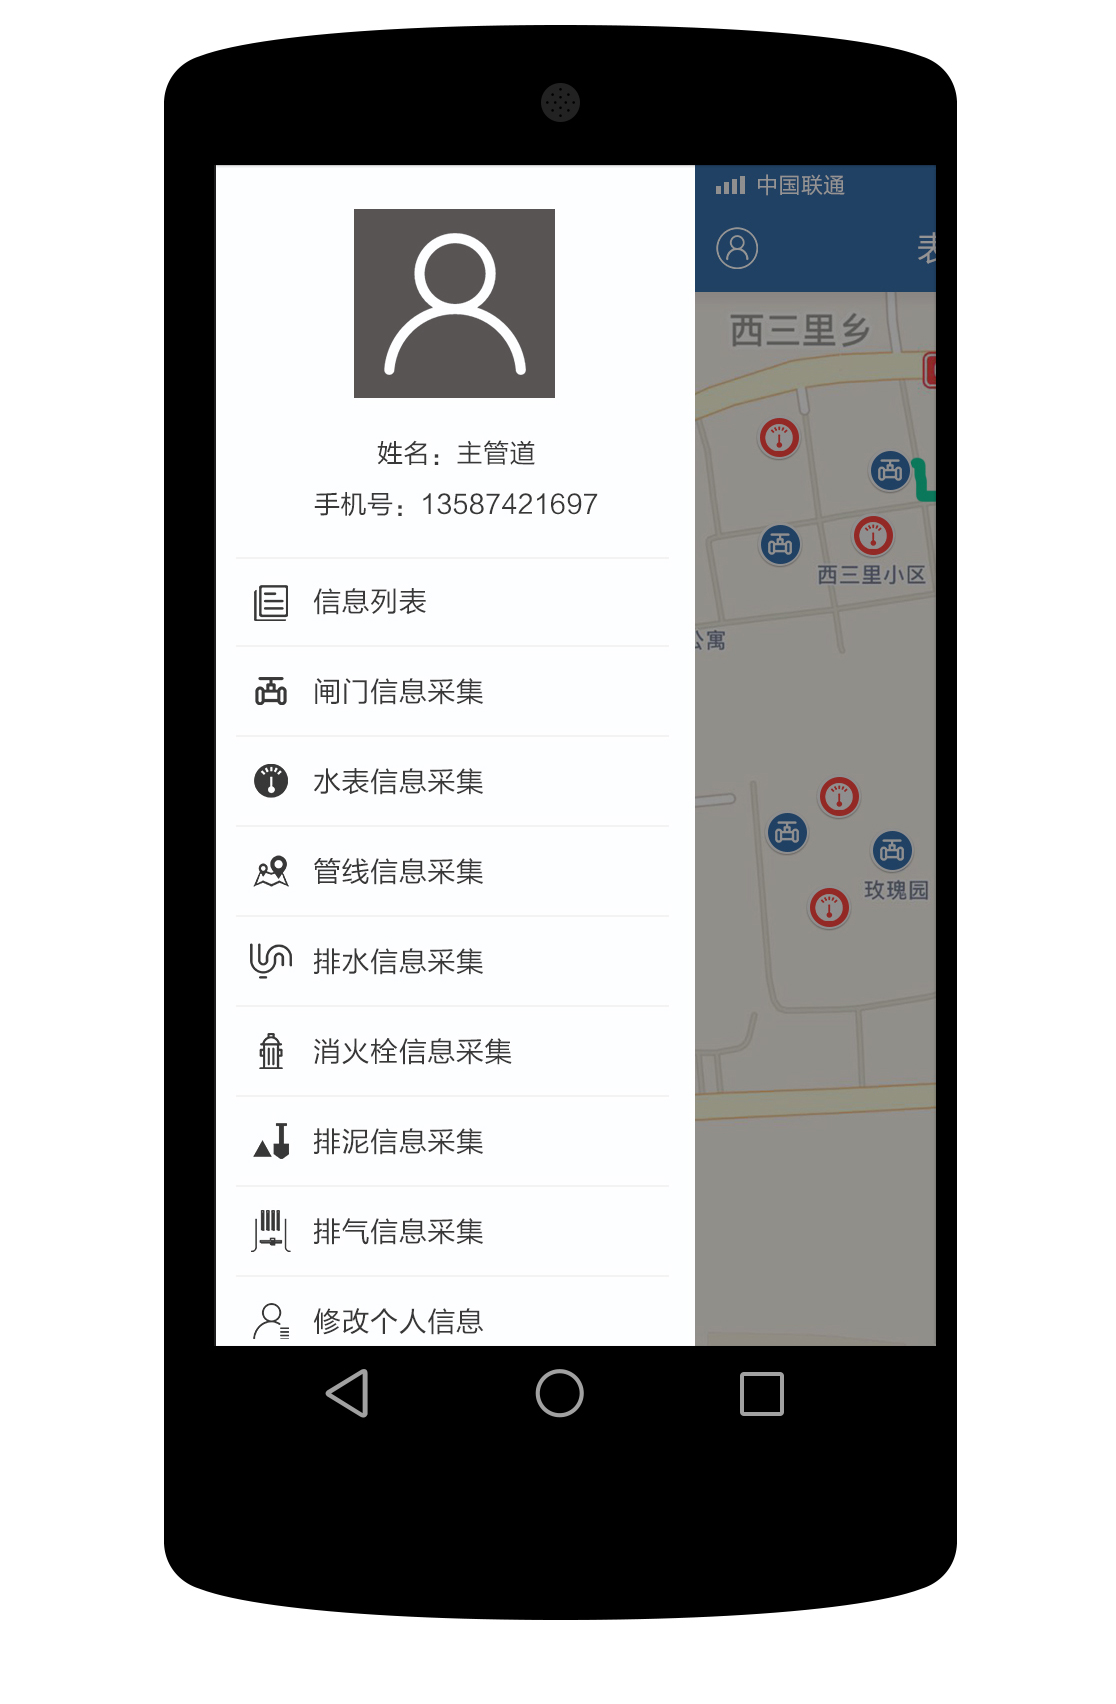 姓名：主管道
手机号：13587421697
信息列表
闸门信息采集
水表信息采集
管线信息采集
排水信息采集
消火栓信息采集
排泥信息采集
排气信息采集
修改个人信息
中国联通
西三里乡
西三里小区
公寓
玫瑰园